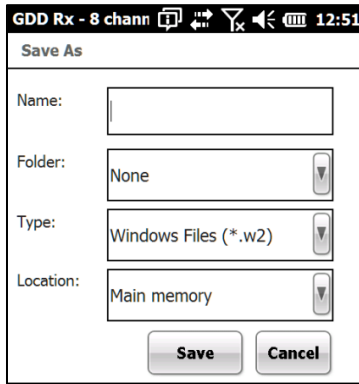 GDD Rx - 8 chann 12:51
Save As
Name:
Folder: None
Type: Windows Files (*.w2)
Location: Main memory
Save Cancel